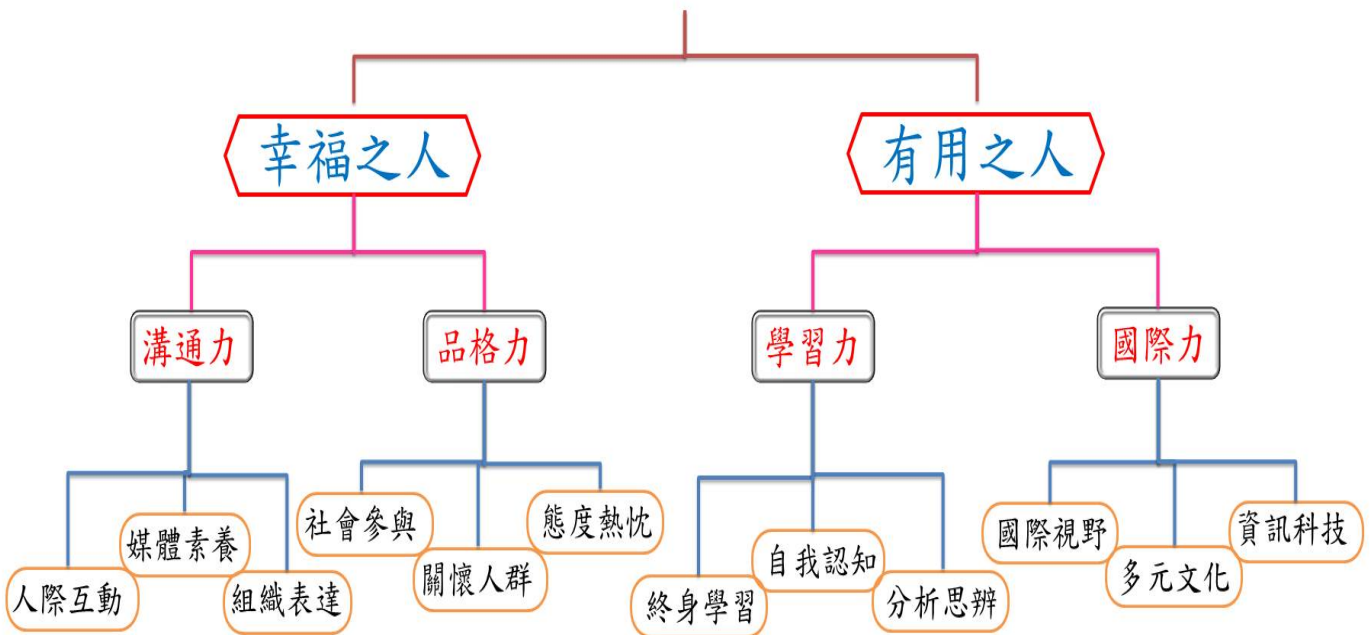 幸福之人
有用之人
溝通力
品格力
學習力
國際力
人際互動
媒體素養
組織表達
社會參與
關懷人群
態度熱忱
終身學習
自我認知
分析思辨
國際視野
多元文化
資訊科技